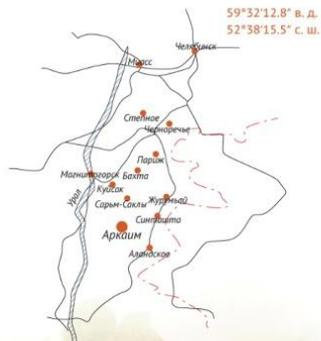 59°32'12.8" в. д.
52°38'15.5" с. ш.
Челябинск
Миасс
Степное
Черноречье
Париж
Магнитогорск
Бахта
Куйсак
Сарым-Саклы
Журумбай
Урал
Синташта
Аркаим
Аландское